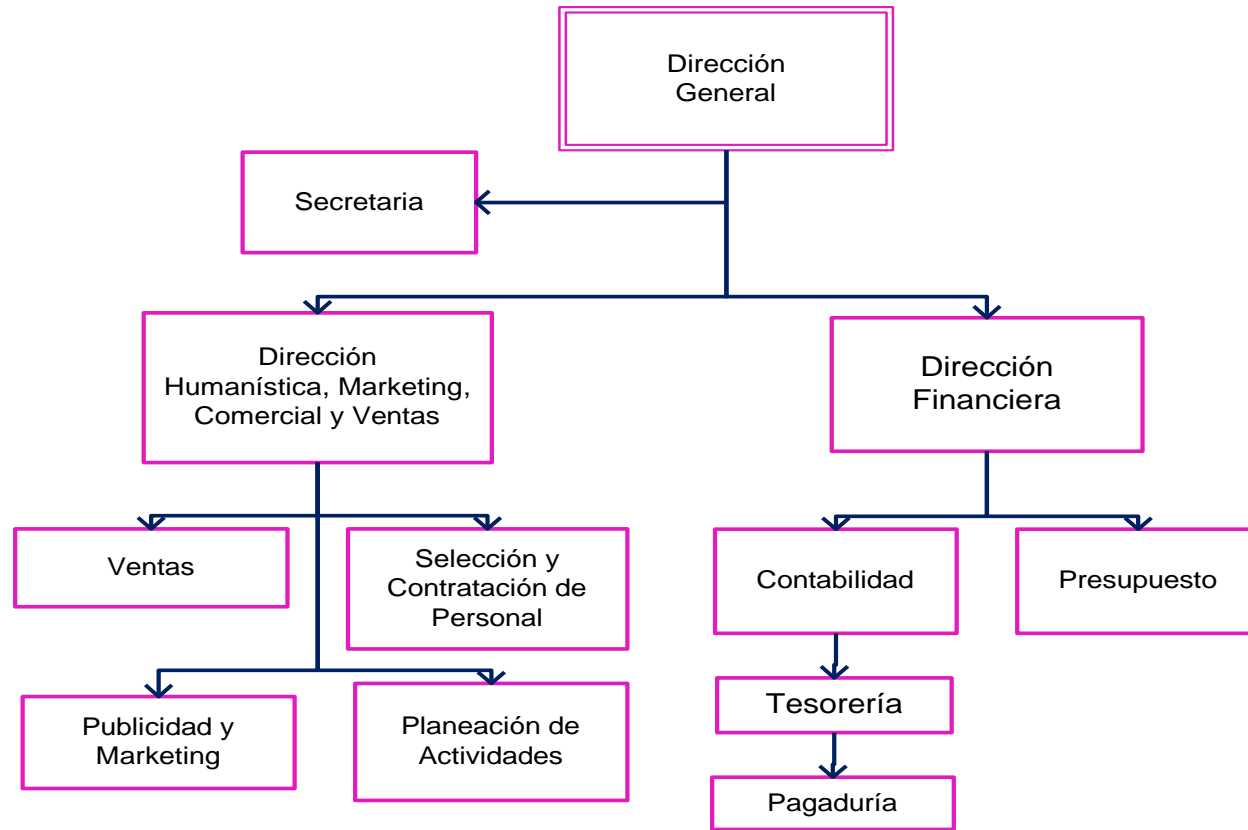 Dirección
General
Secretaria
Dirección
Humanística, Marketing,
Comercial y Ventas
Dirección
Financiera
Ventas
Selección y
Contratación de
Personal
Contabilidad
Presupuesto
Publicidad y
Marketing
Planeación de
Actividades
Tesorería
Pagaduría